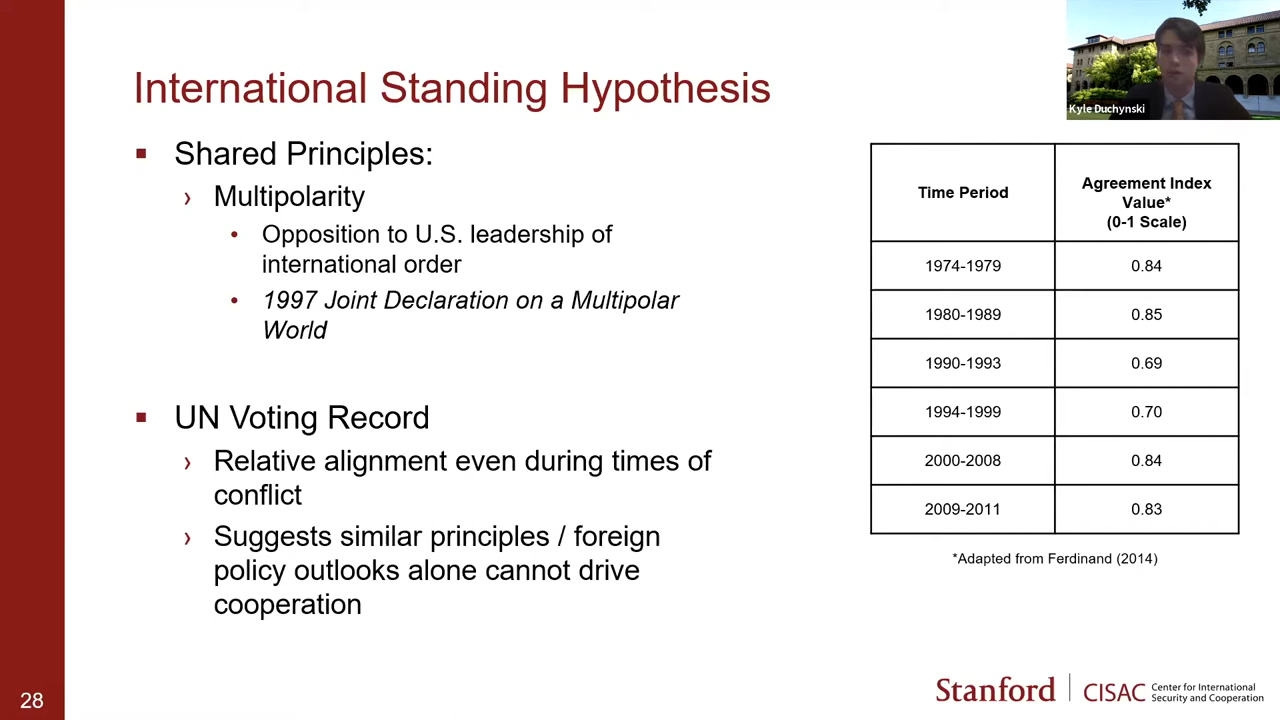 International Standing Hypothesis
Kyle Duchynski
▪ Shared Principles:
› Multipolarity
• Opposition to U.S. leadership of
international order
• 1997 Joint Declaration on a Multipolar
World
▪ UN Voting Record
› Relative alignment even during times of
conflict
› Suggests similar principles / foreign
policy outlooks alone cannot drive
cooperation
Time Period Agreement Index Value* (0-1 Scale)
1974-1979 0.84
1980-1989 0.85
1990-1993 0.69
1994-1999 0.70
2000-2008 0.84
2009-2011 0.83
*Adapted from Ferdinand (2014)
28
Stanford CISAC Center for International
Security and Cooperation